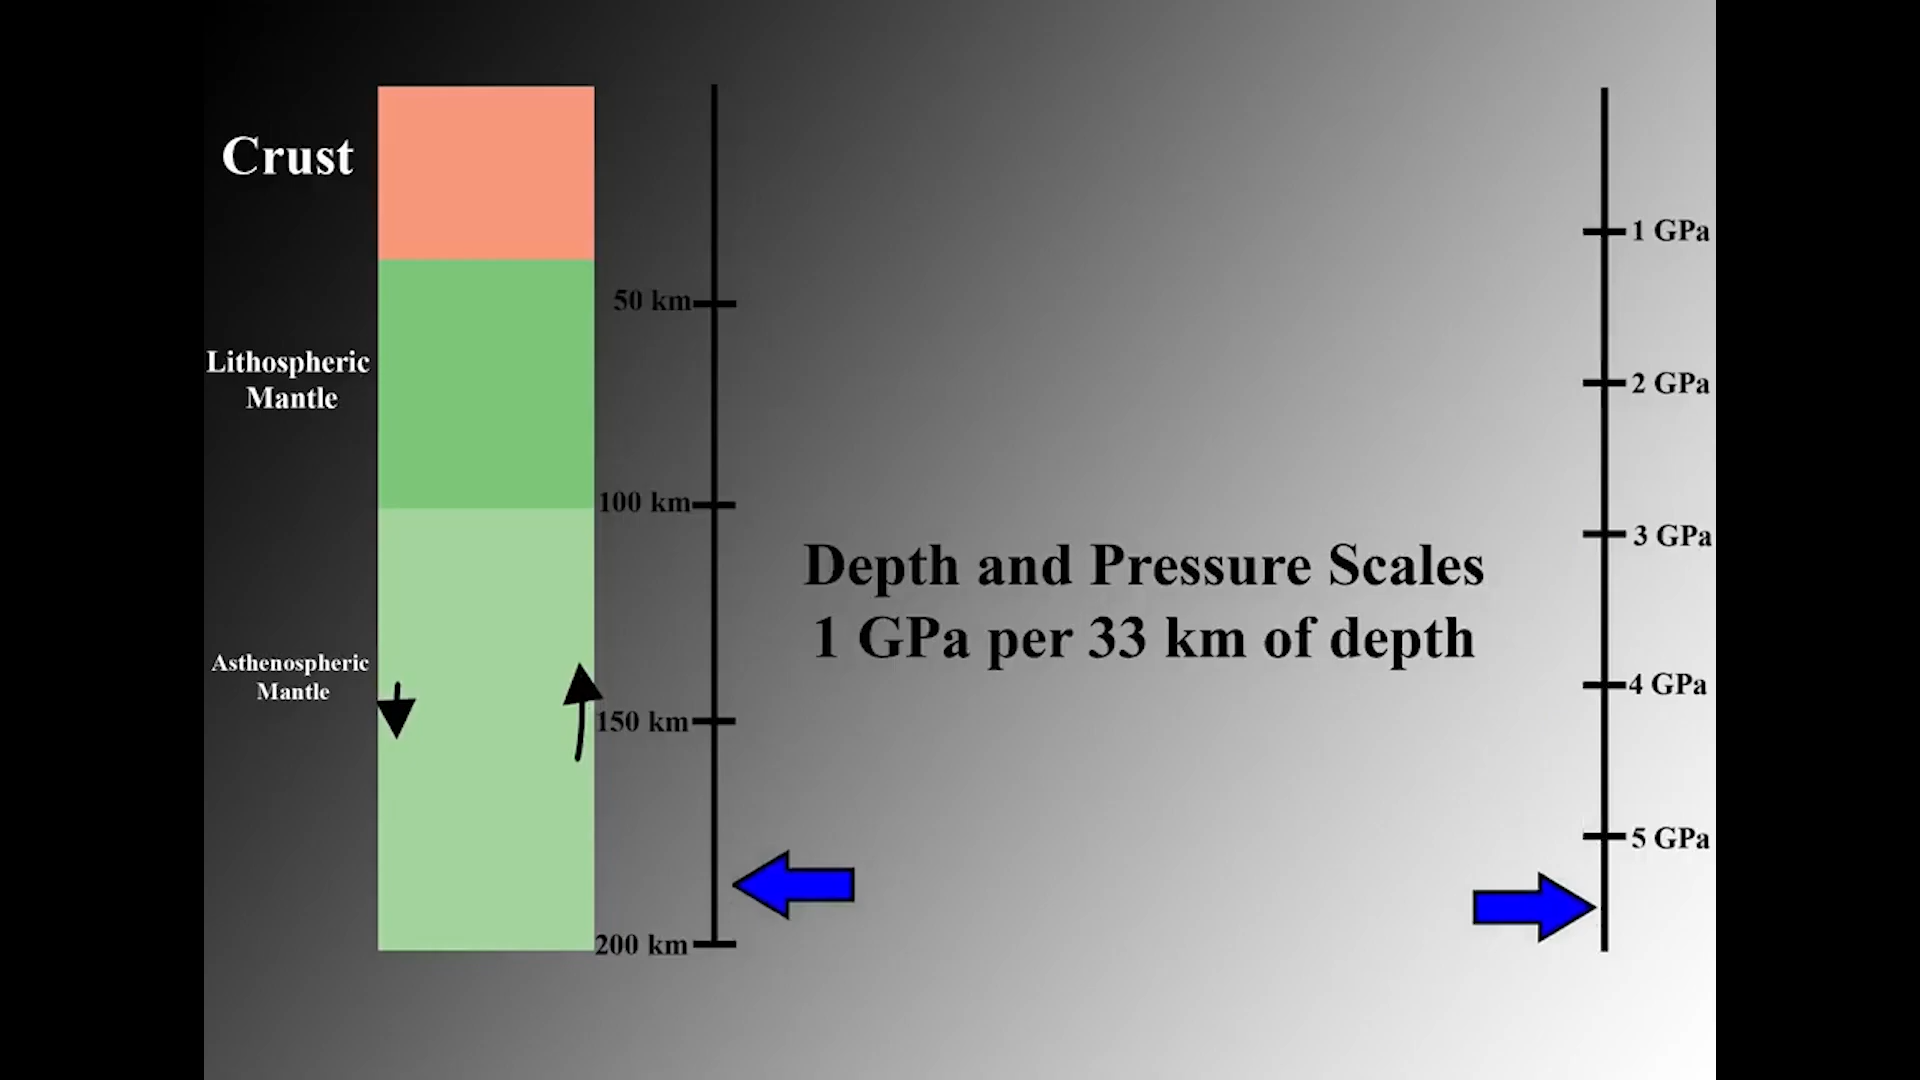 Crust
Lithospheric
Mantle
Asthenospheric
Mantle
50 km
100 km
150 km
200 km
Depth and Pressure Scales
1 GPa per 33 km of depth
1 GPa
2 GPa
3 GPa
4 GPa
5 GPa